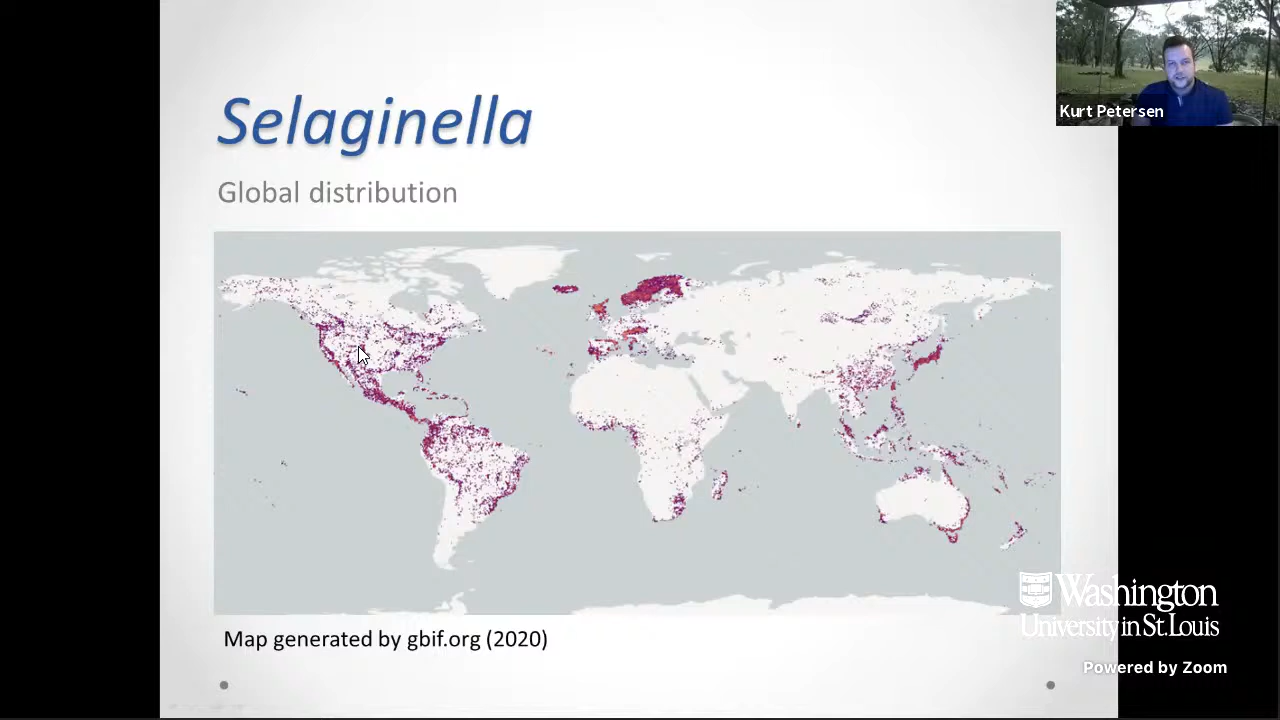 Selaginella
Global distribution
Kurt Petersen
Map generated by gbif.org (2020)
Washington
University in St. Louis
Powered by Zoom